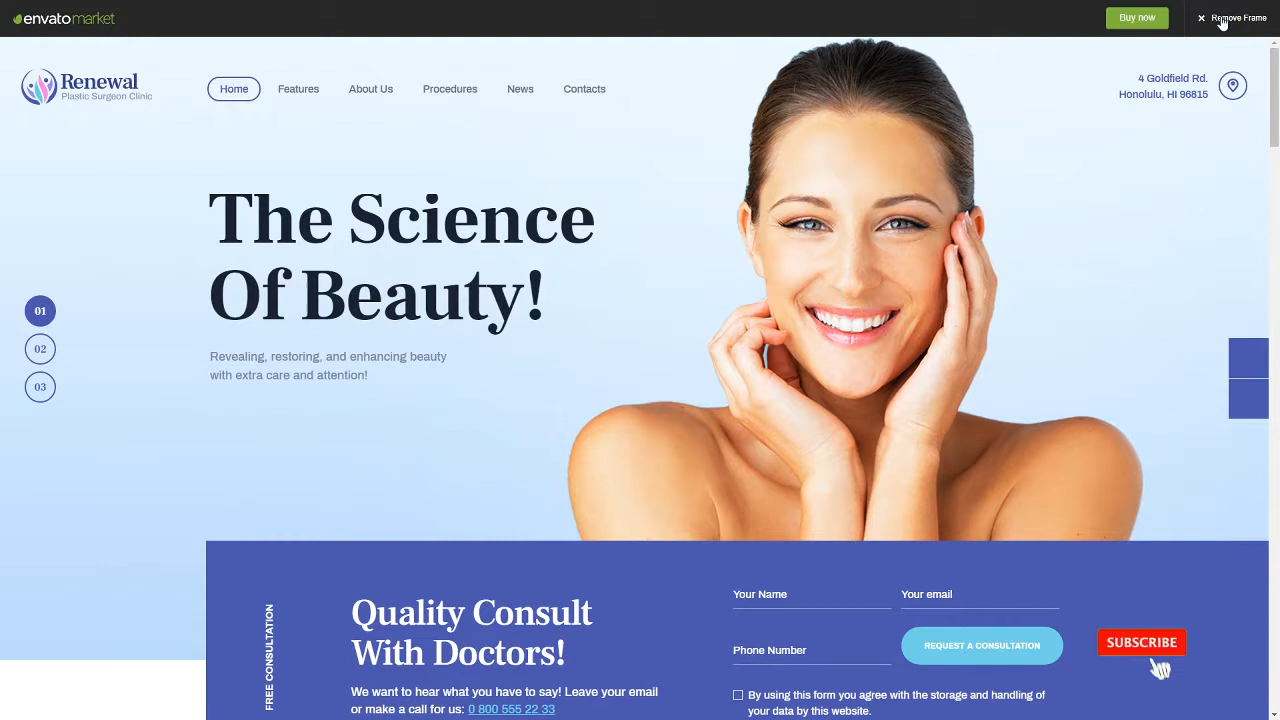 envatomarket
Buy now
Remove Frame
Renewal
Plastic Surgeon Clinic
Home
Features
About Us
Procedures
News
Contacts
4 Goldfield Rd.
Honolulu, HI 96815
The Science
Of Beauty!
Revealing, restoring, and enhancing beauty
with extra care and attention!
01
02
03
FREE CONSULTATION
Quality Consult
With Doctors!
We want to hear what you have to say! Leave your email
or make a call for us: 0 800 555 22 33
Your Name
Your email
Phone Number
REQUEST A CONSULTATION
By using this form you agree with the storage and handling of
your data by this website.
SUBSCRIBE